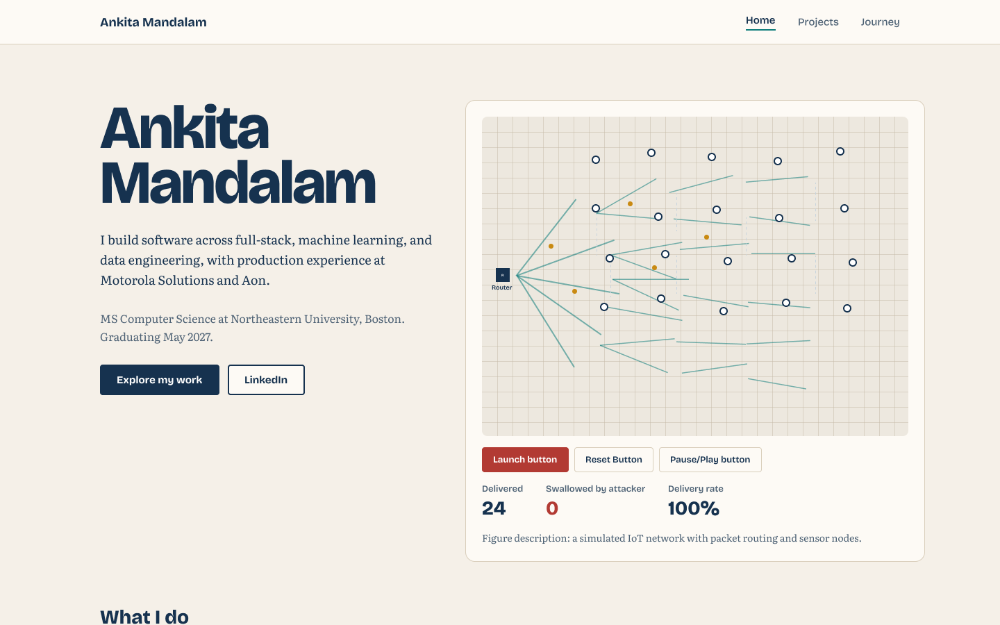 Ankita Mandalam
Home
Projects
Journey
Ankita
Mandalam
I build software across full-stack, machine learning, and
data engineering, with production experience at
Motorola Solutions and Aon.
MS Computer Science at Northeastern University, Boston.
Graduating May 2027.
Explore my work
LinkedIn
R
Router
Launch button
Reset Button
Pause/Play button
Delivered
24
Swallowed by attacker
0
Delivery rate
100%
Figure description: a simulated IoT network with packet routing and sensor nodes.
What I do